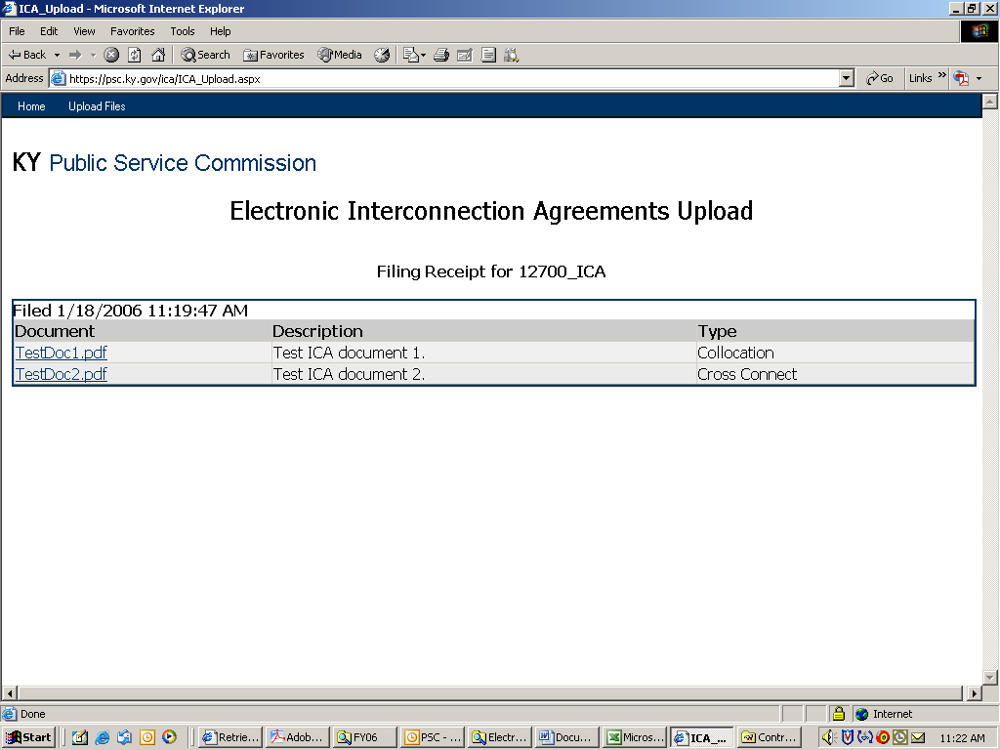 ICA_Upload - Microsoft Internet Explorer
File Edit View Favorites Tools Help
Back Search Favorites Media
Address https://psc.ky.gov/ica/ICA_Upload.aspx Go Links »
Home Upload Files
KY Public Service Commission
Electronic Interconnection Agreements Upload
Filing Receipt for 12700_ICA
Filed 1/18/2006 11:19:47 AM
Document Description Type
TestDoc1.pdf Test ICA document 1. Collocation
TestDoc2.pdf Test ICA document 2. Cross Connect
Done Internet
Start Retrie... Adob... FY06 PSC - ... Electr... Docu... Micros... ICA_... Contr... 11:22 AM